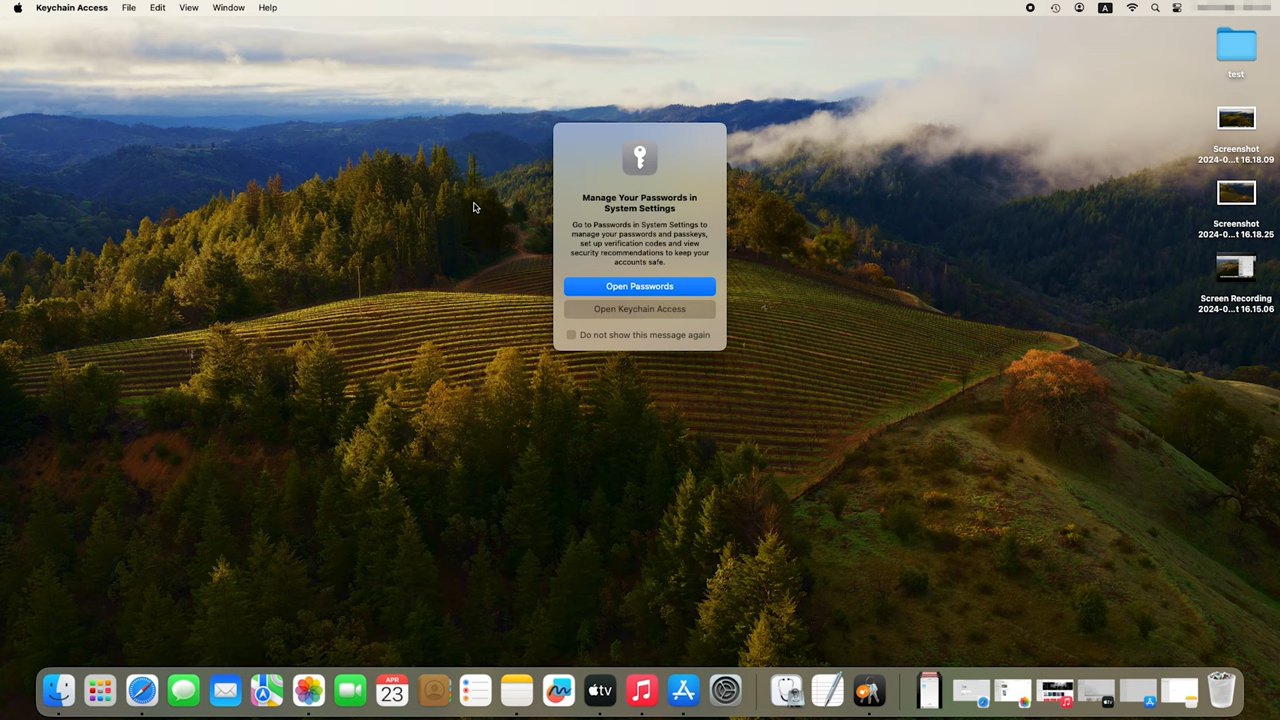 Keychain Access File Edit View Window Help
A
test
Screenshot
2024-0...t 16.18.09
Screenshot
2024-0...t 16.18.25
Screen Recording
2024-0...t 16.15.06
Manage Your Passwords in
System Settings
Go to Passwords in System Settings to
manage your passwords and passkeys,
set up verification codes and view
security recommendations to keep your
accounts safe.
Open Passwords
Open Keychain Access
Do not show this message again
APR
23
tv